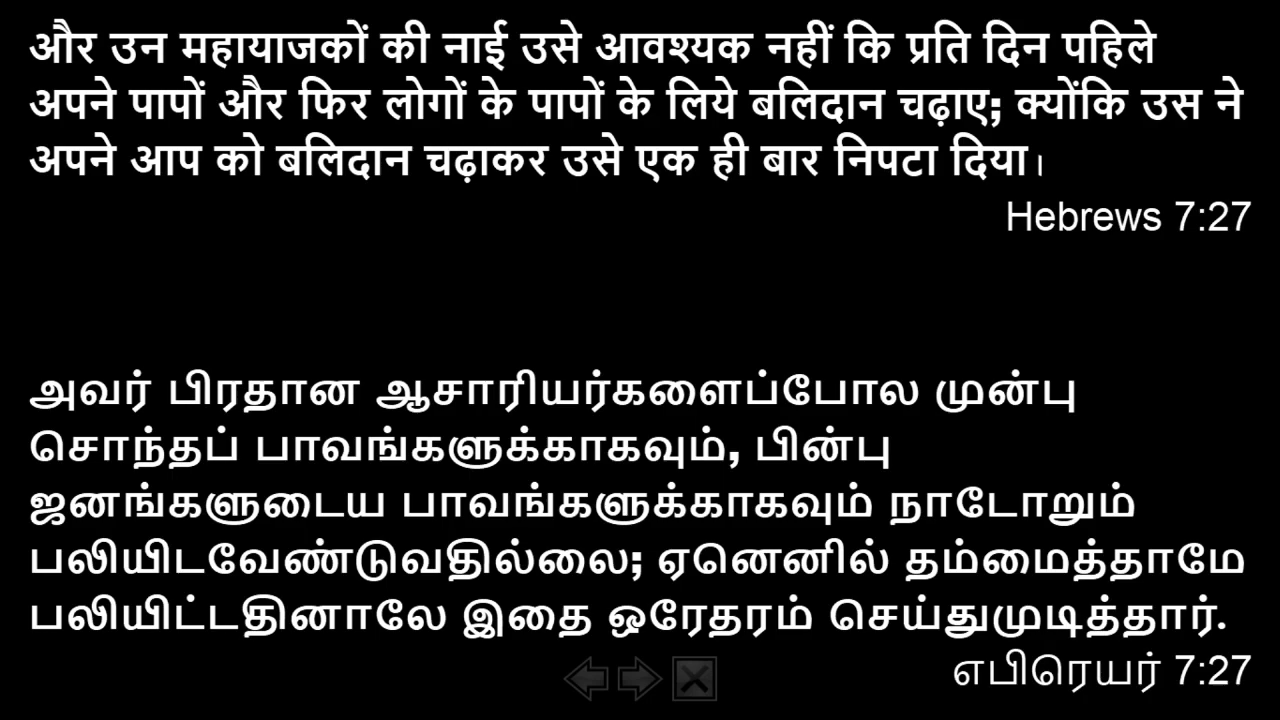 और उन महायाजकों की नाई उसे आवश्यक नहीं कि प्रति दिन पहिले
अपने पापों और फिर लोगों के पापों के लिये बलिदान चढ़ाए; क्योंकि उस ने
अपने आप को बलिदान चढ़ाकर उसे एक ही बार निपटा दिया।
Hebrews 7:27
அவர் பிரதான ஆசாரியர்களைப்போல முன்பு
சொந்தப் பாவங்களுக்காகவும், பின்பு
ஜனங்களுடைய பாவங்களுக்காகவும் நாடோறும்
பலியிடவேண்டுவதில்லை; ஏனெனில் தம்மைத்தாமே
பலியிட்டதினாலே இதை ஒரேதரம் செய்துமுடித்தார்.
எபிரெயர் 7:27